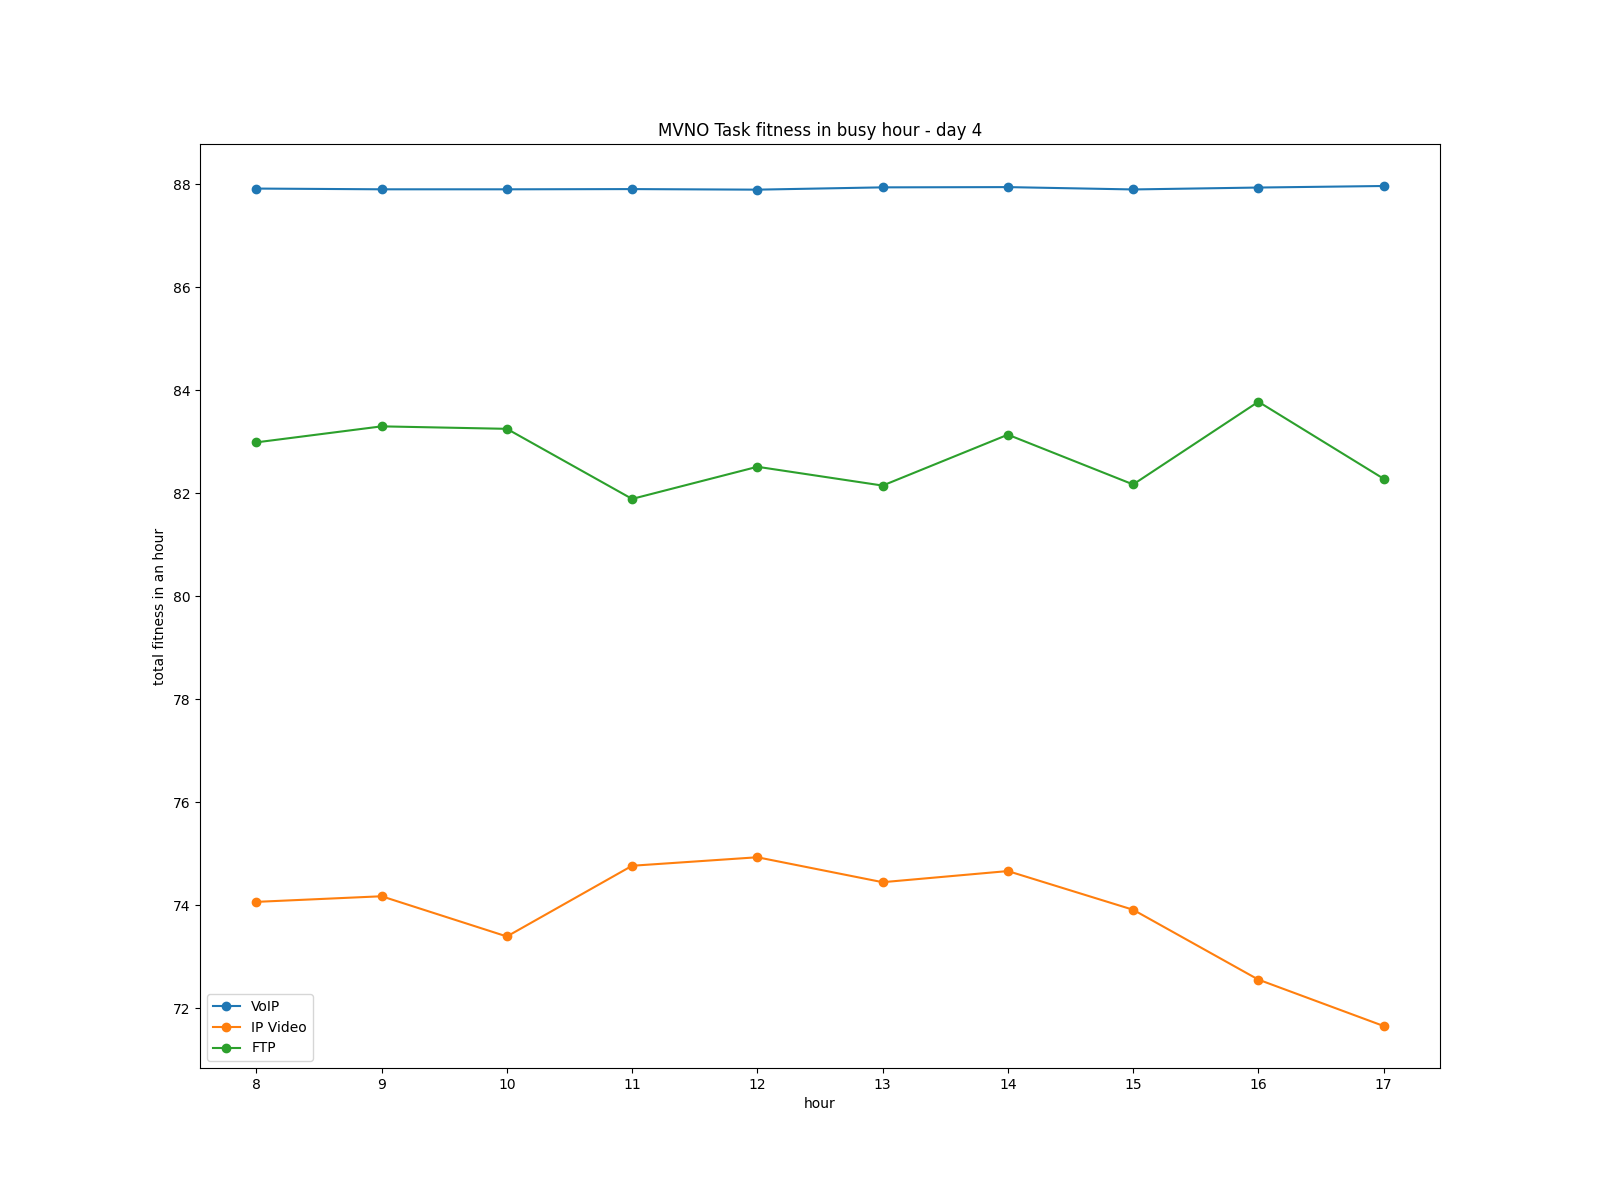 MVNO Task fitness in busy hour - day 4
total fitness in an hour
88
86
84
82
80
78
76
74
72
VoIP
IP Video
FTP
8 9 10 11 12 13 14 15 16 17
hour